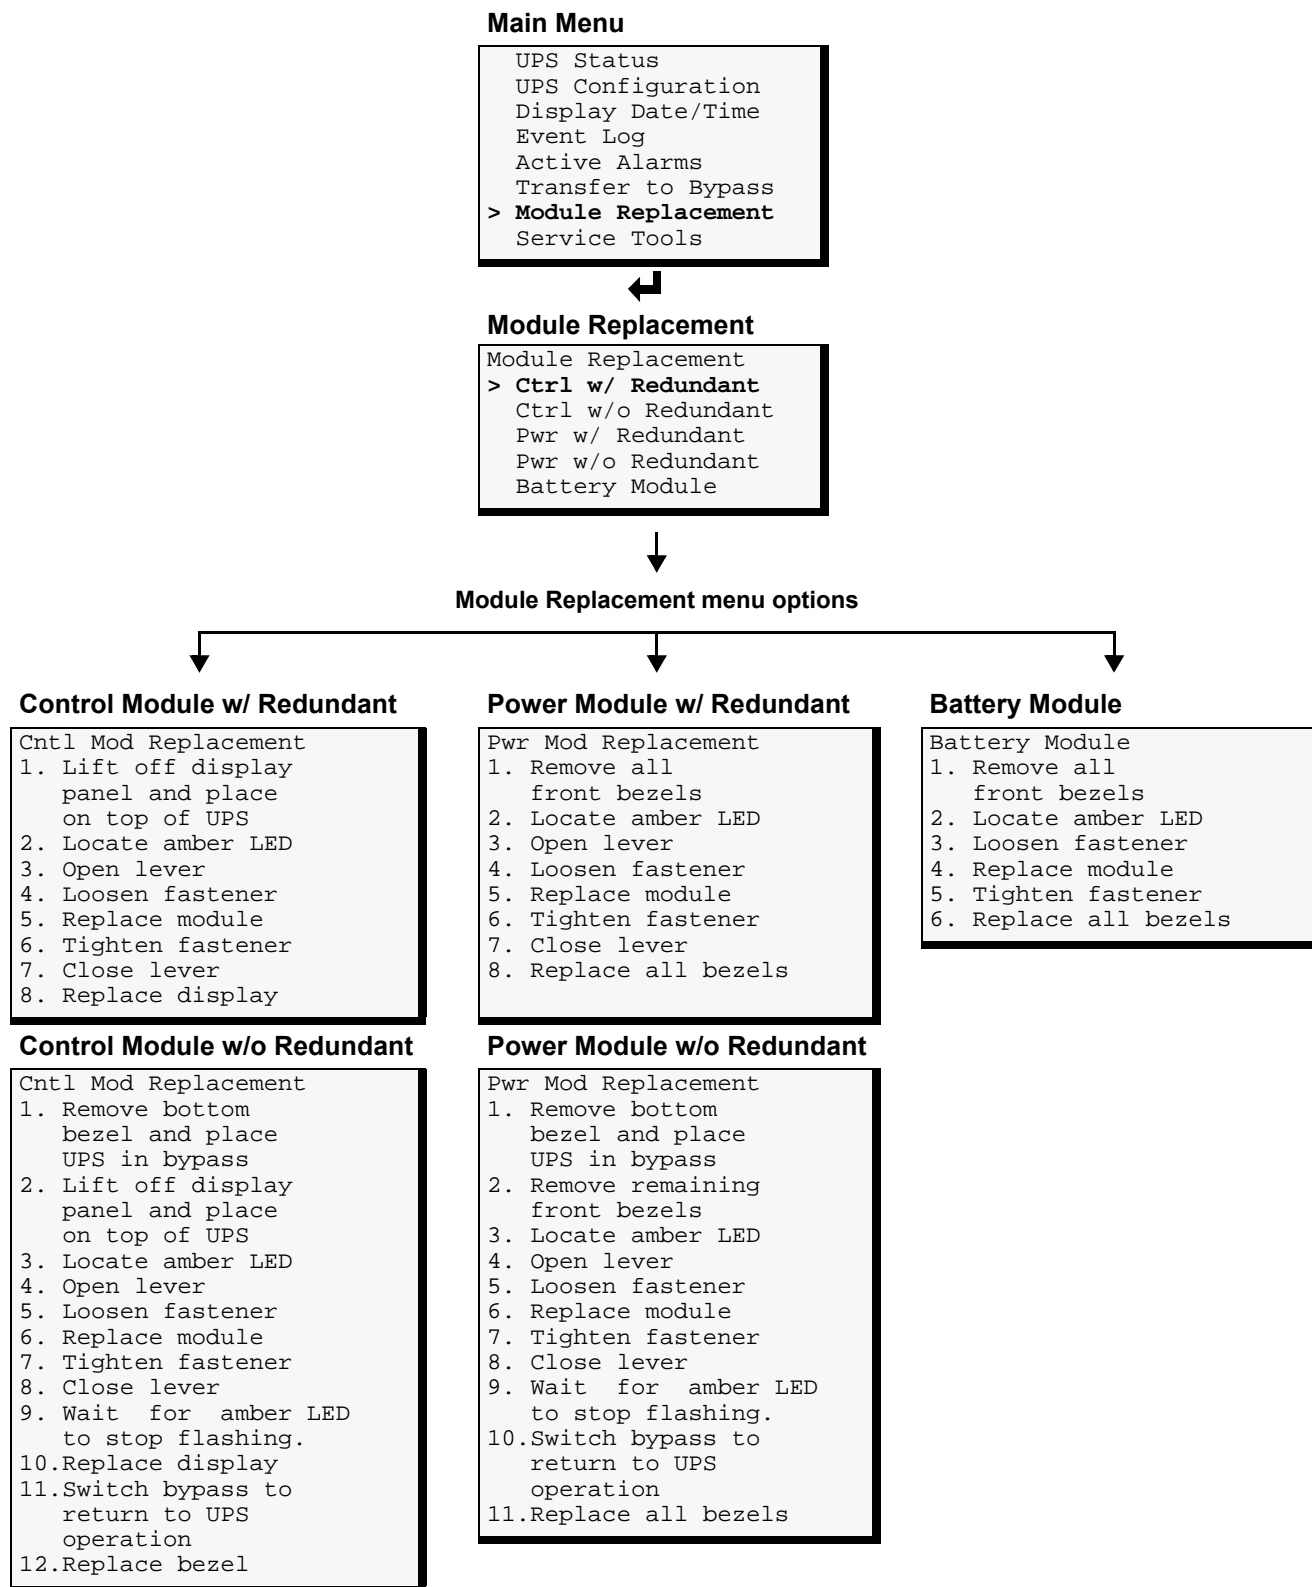 Main Menu
UPS Status
UPS Configuration
Display Date/Time
Event Log
Active Alarms
Transfer to Bypass
> Module Replacement
Service Tools
Module Replacement
Module Replacement
> Ctrl w/ Redundant
Ctrl w/o Redundant
Pwr w/ Redundant
Pwr w/o Redundant
Battery Module
Module Replacement menu options
Control Module w/ Redundant
Cntl Mod Replacement
1. Lift off display
panel and place
on top of UPS
2. Locate amber LED
3. Open lever
4. Loosen fastener
5. Replace module
6. Tighten fastener
7. Close lever
8. Replace display
Power Module w/ Redundant
Pwr Mod Replacement
1. Remove all
front bezels
2. Locate amber LED
3. Open lever
4. Loosen fastener
5. Replace module
6. Tighten fastener
7. Close lever
8. Replace all bezels
Battery Module
Battery Module
1. Remove all
front bezels
2. Locate amber LED
3. Loosen fastener
4. Replace module
5. Tighten fastener
6. Replace all bezels
Control Module w/o Redundant
Cntl Mod Replacement
1. Remove bottom
bezel and place
UPS in bypass
2. Lift off display
panel and place
on top of UPS
3. Locate amber LED
4. Open lever
5. Loosen fastener
6. Replace module
7. Tighten fastener
8. Close lever
9. Wait for amber LED
to stop flashing.
10.Replace display
11.Switch bypass to
return to UPS
operation
12.Replace bezel
Power Module w/o Redundant
Pwr Mod Replacement
1. Remove bottom
bezel and place
UPS in bypass
2. Remove remaining
front bezels
3. Locate amber LED
4. Open lever
5. Loosen fastener
6. Replace module
7. Tighten fastener
8. Close lever
9. Wait for amber LED
to stop flashing.
10.Switch bypass to
return to UPS
operation
11.Replace all bezels